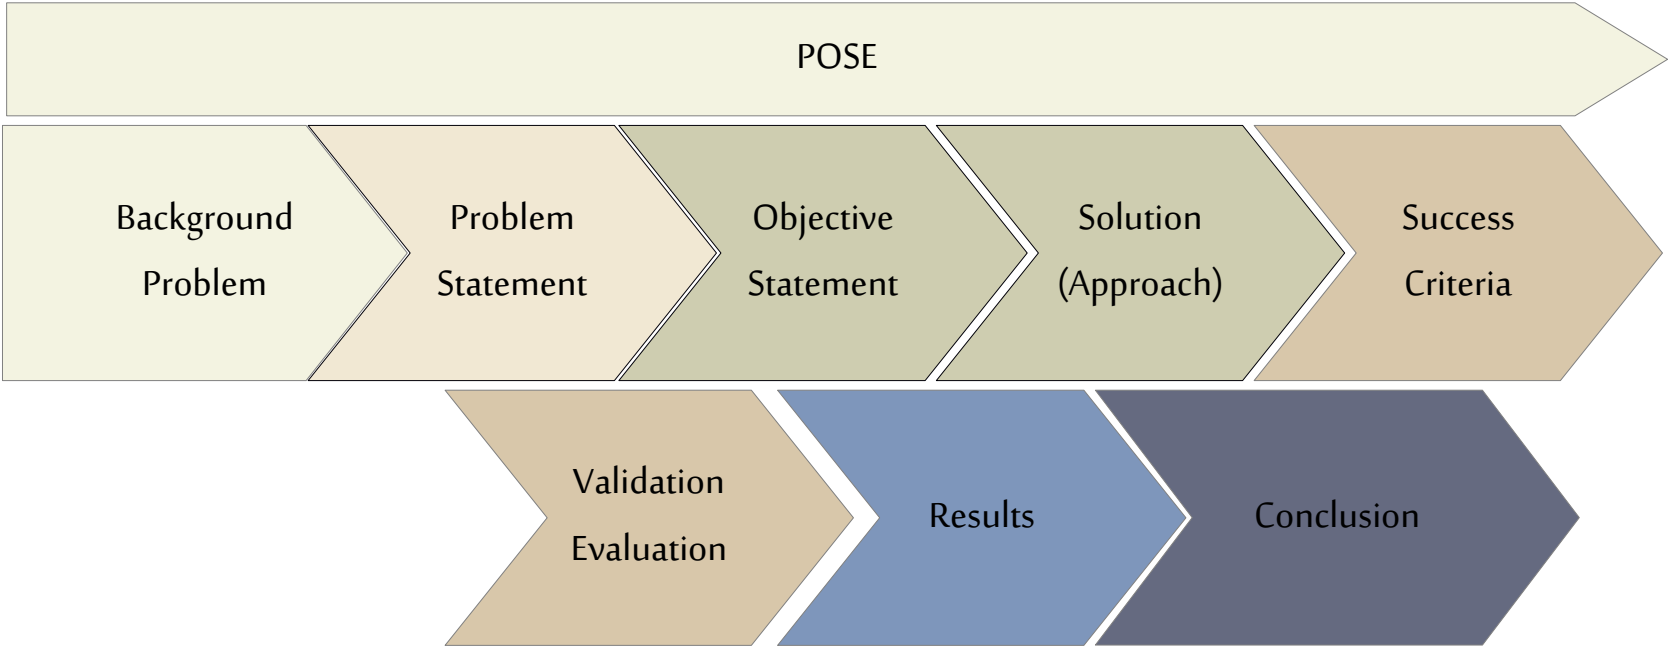 POSE
Background
Problem
Problem
Statement
Objective
Statement
Solution
(Approach)
Success
Criteria
Validation
Evaluation
Results
Conclusion